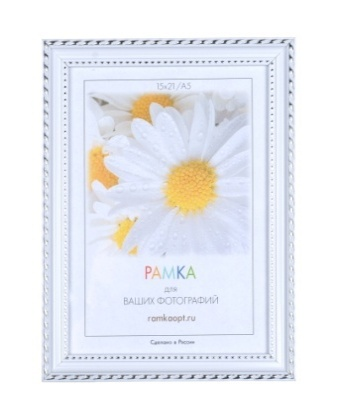 15x21/A5
РАМКА
для
ВАШИХ ФОТОГРАФИЙ
ramkaopt.ru
Сделано в России